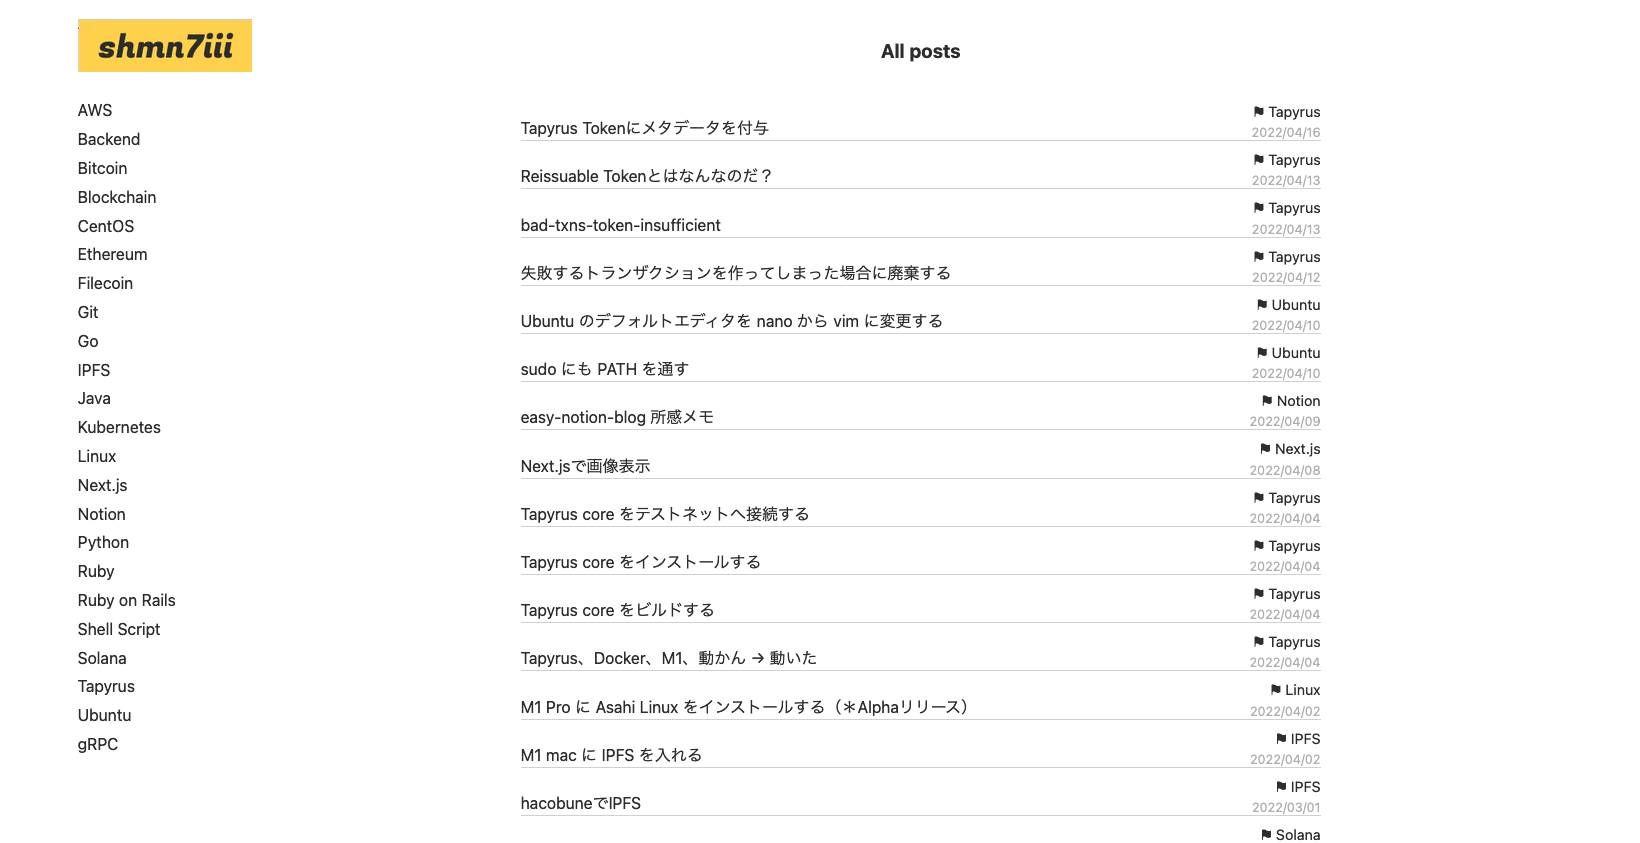 shmn7iii
All posts
AWS
Backend
Bitcoin
Blockchain
CentOS
Ethereum
Filecoin
Git
Go
IPFS
Java
Kubernetes
Linux
Next.js
Notion
Python
Ruby
Ruby on Rails
Shell Script
Solana
Tapyrus
Ubuntu
gRPC
Tapyrus
Tapyrus Tokenにメタデータを付与
2022/04/16
Tapyrus
Reissuable Tokenとはなんなのだ？
2022/04/13
Tapyrus
bad-txns-token-insufficient
2022/04/13
Tapyrus
失敗するトランザクションを作ってしまった場合に廃棄する
2022/04/12
Ubuntu
Ubuntu のデフォルトエディタを nano から vim に変更する
2022/04/10
Ubuntu
sudo にも PATH を通す
2022/04/10
Notion
easy-notion-blog 所感メモ
2022/04/09
Next.js
Next.jsで画像表示
2022/04/08
Tapyrus
Tapyrus core をテストネットへ接続する
2022/04/04
Tapyrus
Tapyrus core をインストールする
2022/04/04
Tapyrus
Tapyrus core をビルドする
2022/04/04
Tapyrus
Tapyrus、Docker、M1、動かん → 動いた
2022/04/04
Linux
M1 Pro に Asahi Linux をインストールする（＊Alphaリリース）
2022/04/02
IPFS
M1 mac に IPFS を入れる
2022/04/02
IPFS
hacobuneでIPFS
2022/03/01
Solana